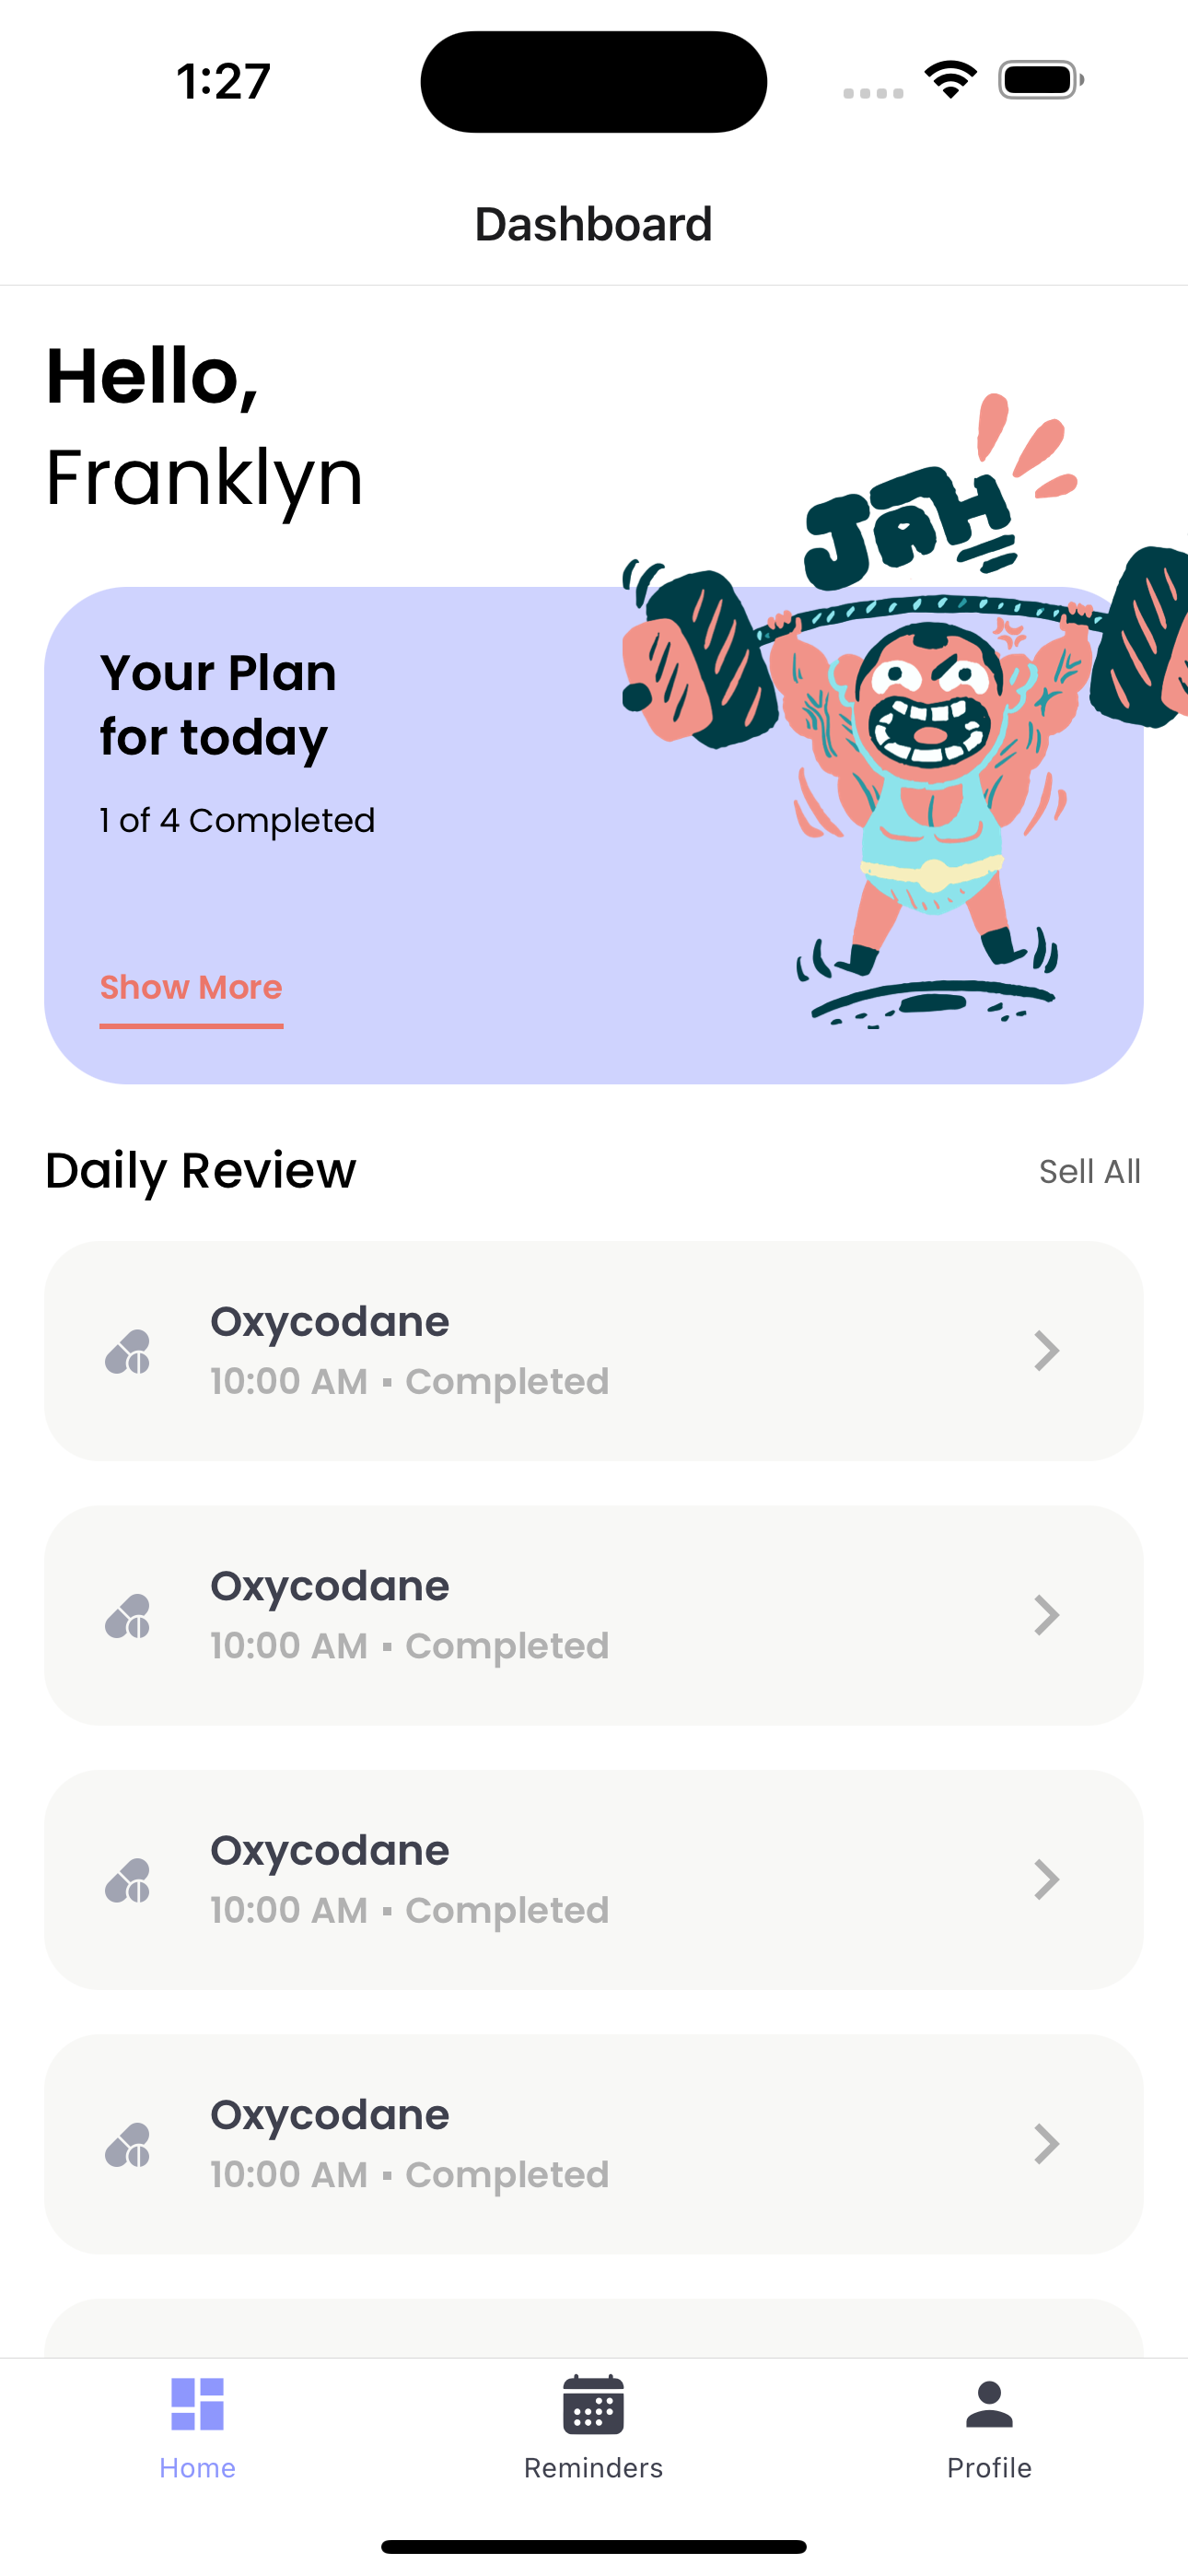 1:27
Dashboard
Hello,
Franklyn
JAH
Your Plan
for today
1 of 4 Completed
Show More
Daily Review
Sell All
Oxycodane
10:00 AM ▪ Completed
Oxycodane
10:00 AM ▪ Completed
Oxycodane
10:00 AM ▪ Completed
Oxycodane
10:00 AM ▪ Completed
Home
Reminders
Profile